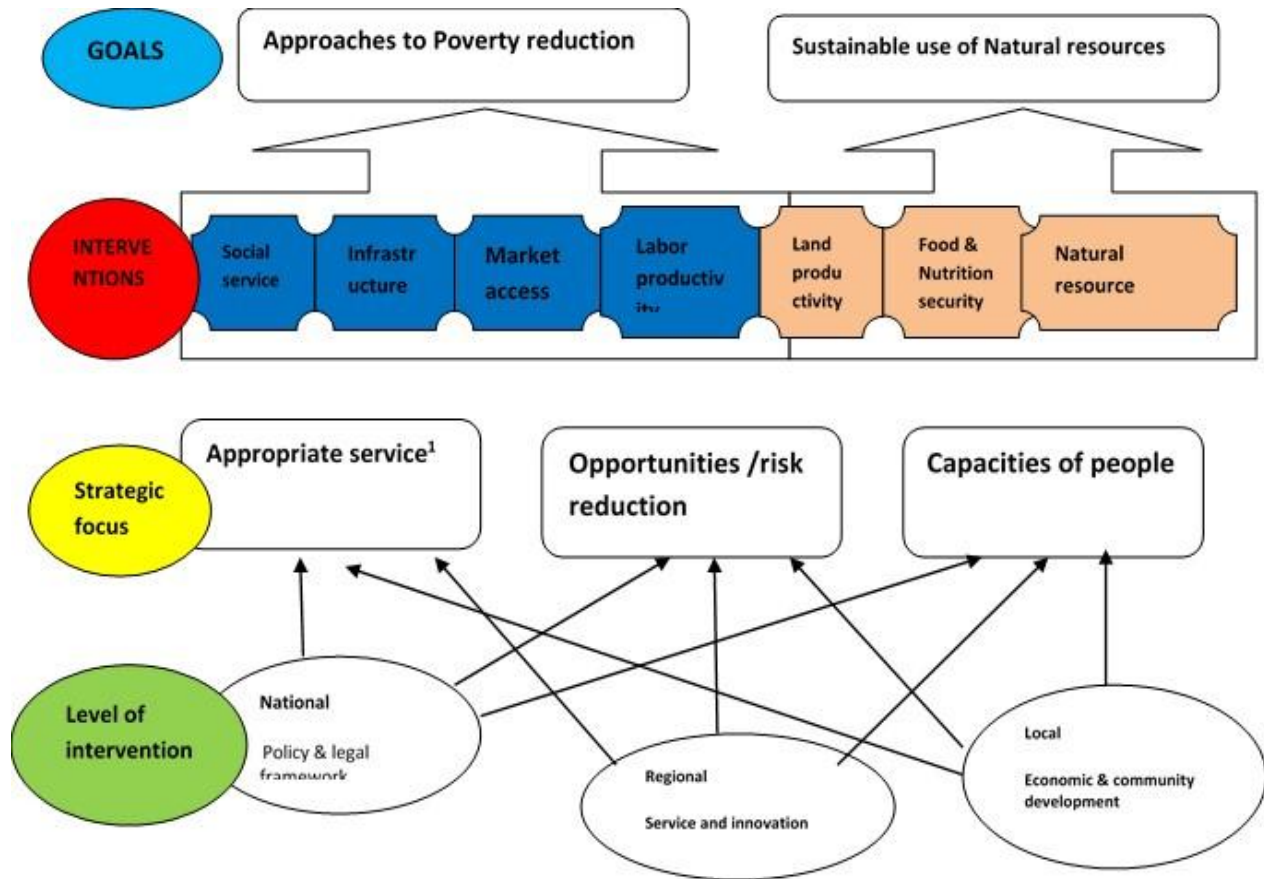 GOALS
Approaches to Poverty reduction
Sustainable use of Natural resources
INTERVE
NTIONS
Social
service
Infrastr
ucture
Market
access
Labor
productiv
ity
Land
produ
ctivity
Food &
Nutrition
security
Natural
resource
Strategic
focus
Appropriate service¹
Opportunities /risk
reduction
Capacities of people
Level of
intervention
National
Policy & legal
framework
Regional
Service and innovation
Local
Economic & community
development